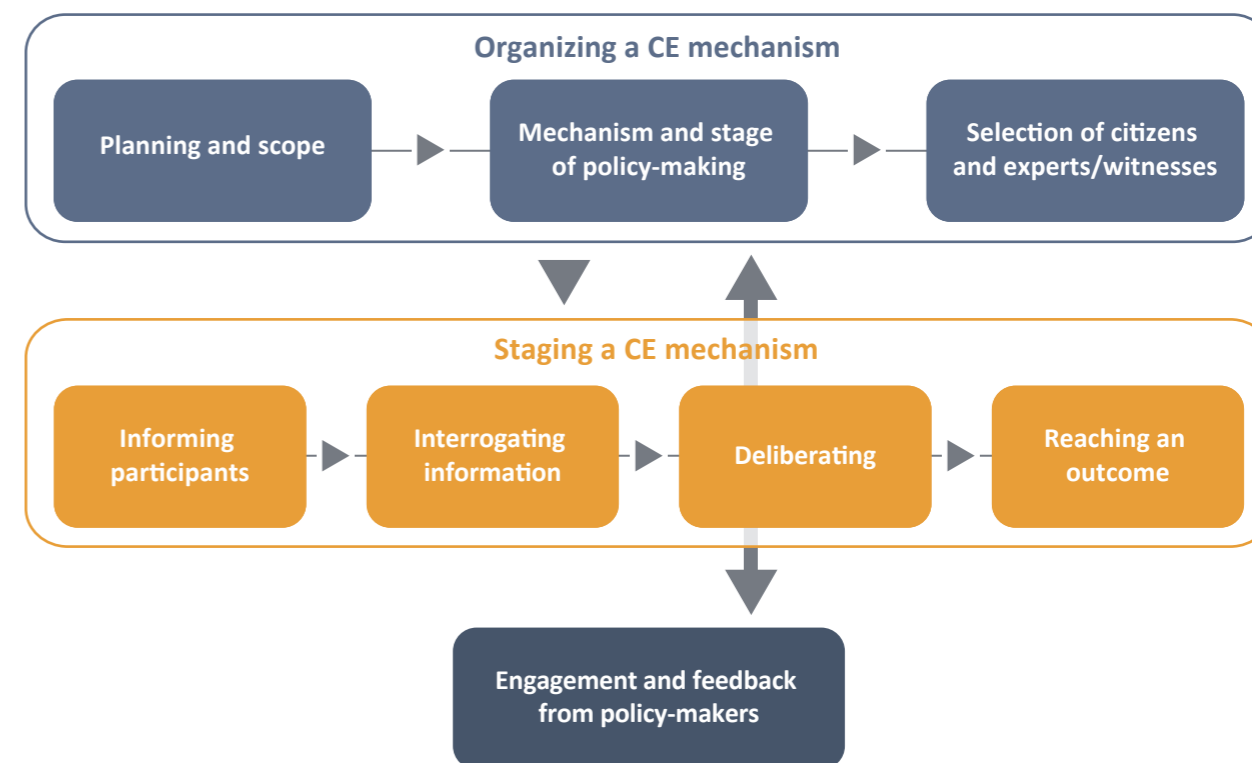 Organizing a CE mechanism
Planning and scope
Mechanism and stage
of policy-making
Selection of citizens
and experts/witnesses
Staging a CE mechanism
Informing
participants
Interrogating
information
Deliberating
Reaching an
outcome
Engagement and feedback
from policy-makers